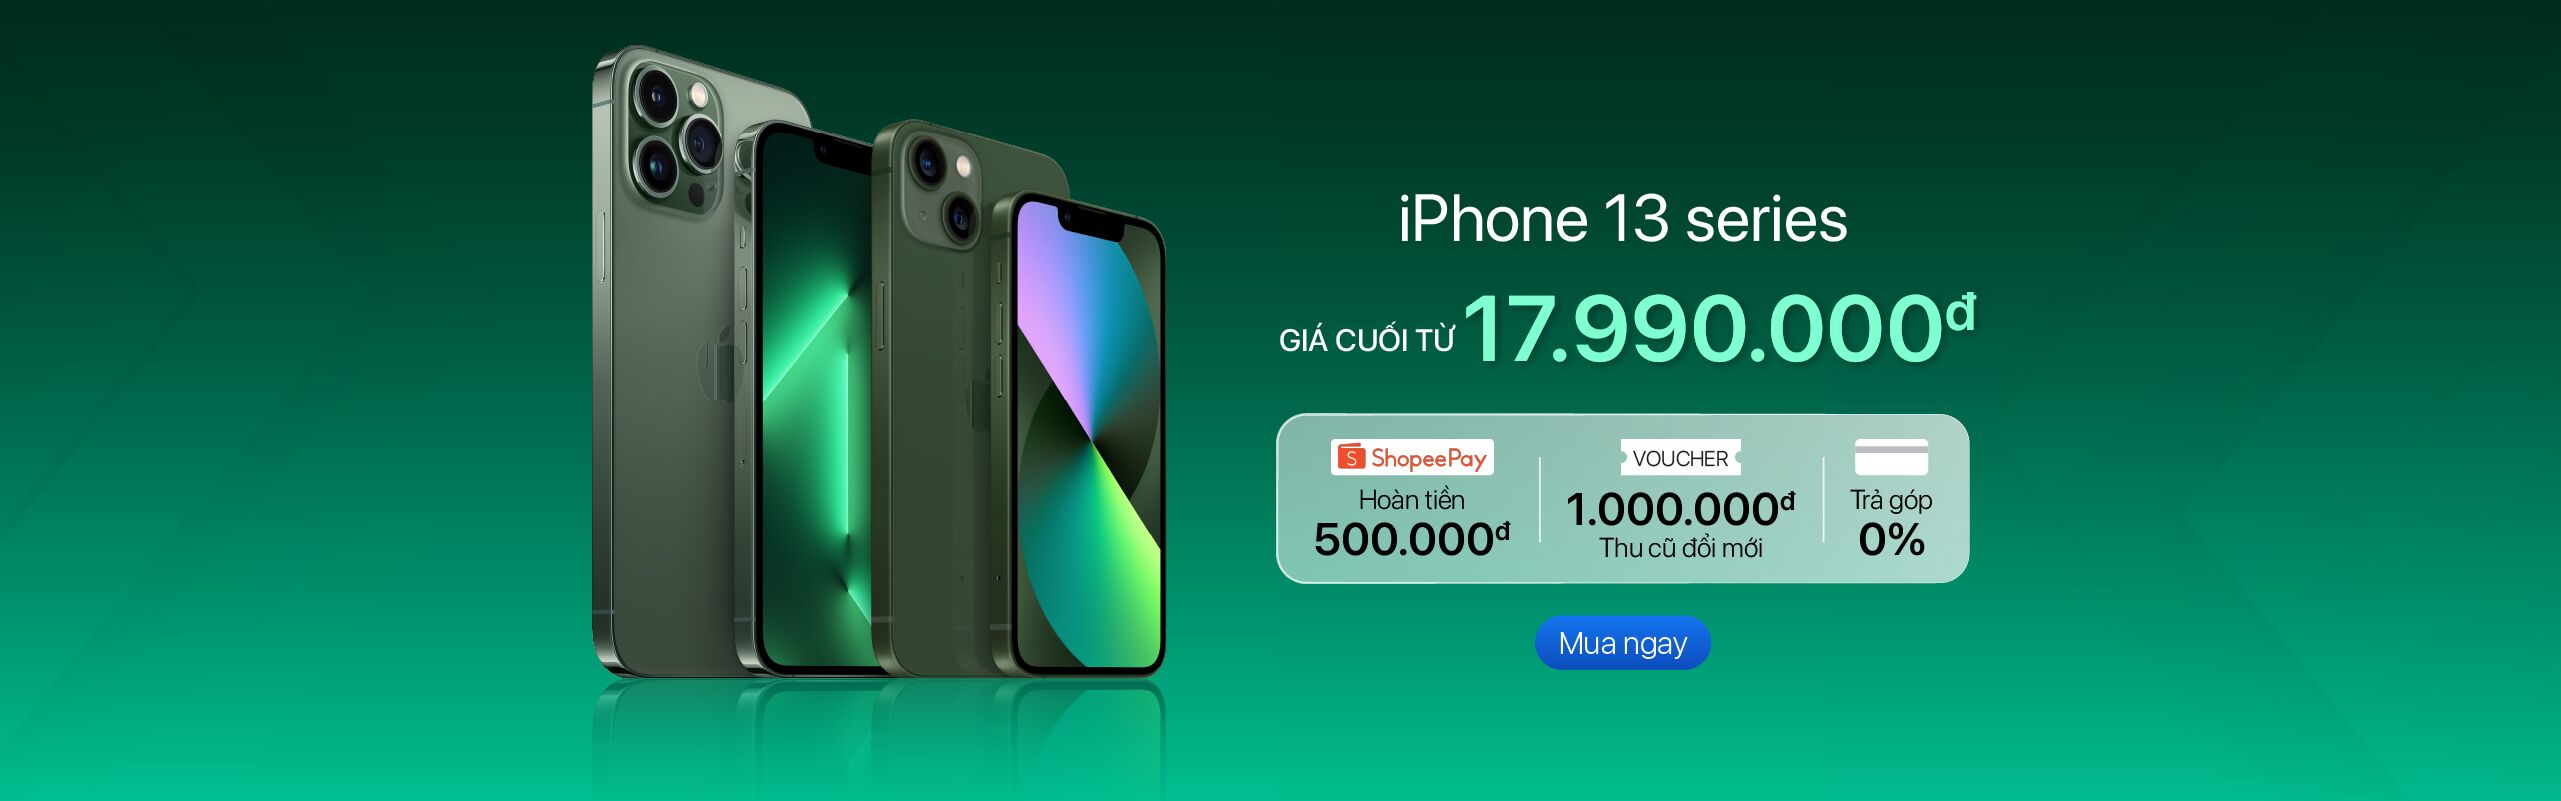 iPhone 13 series
GIÁ CUỐI TỪ 17.990.000đ
ShopeePay
Hoàn tiền
500.000đ
VOUCHER
1.000.000đ
Thu cũ đổi mới
Trả góp
0%
Mua ngay